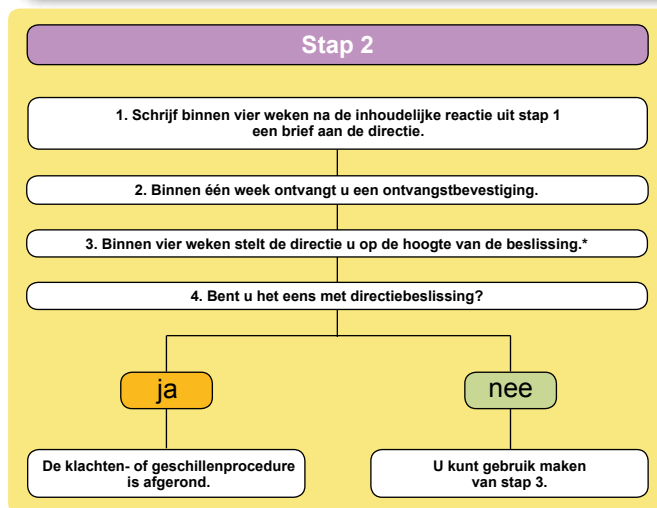 Stap 2
1. Schrijf binnen vier weken na de inhoudelijke reactie uit stap 1
een brief aan de directie.
2. Binnen één week ontvangt u een ontvangstbevestiging.
3. Binnen vier weken stelt de directie u op de hoogte van de beslissing.*
4. Bent u het eens met directiebeslissing?
ja
nee
De klachten- of geschillenprocedure
is afgerond.
U kunt gebruik maken
van stap 3.